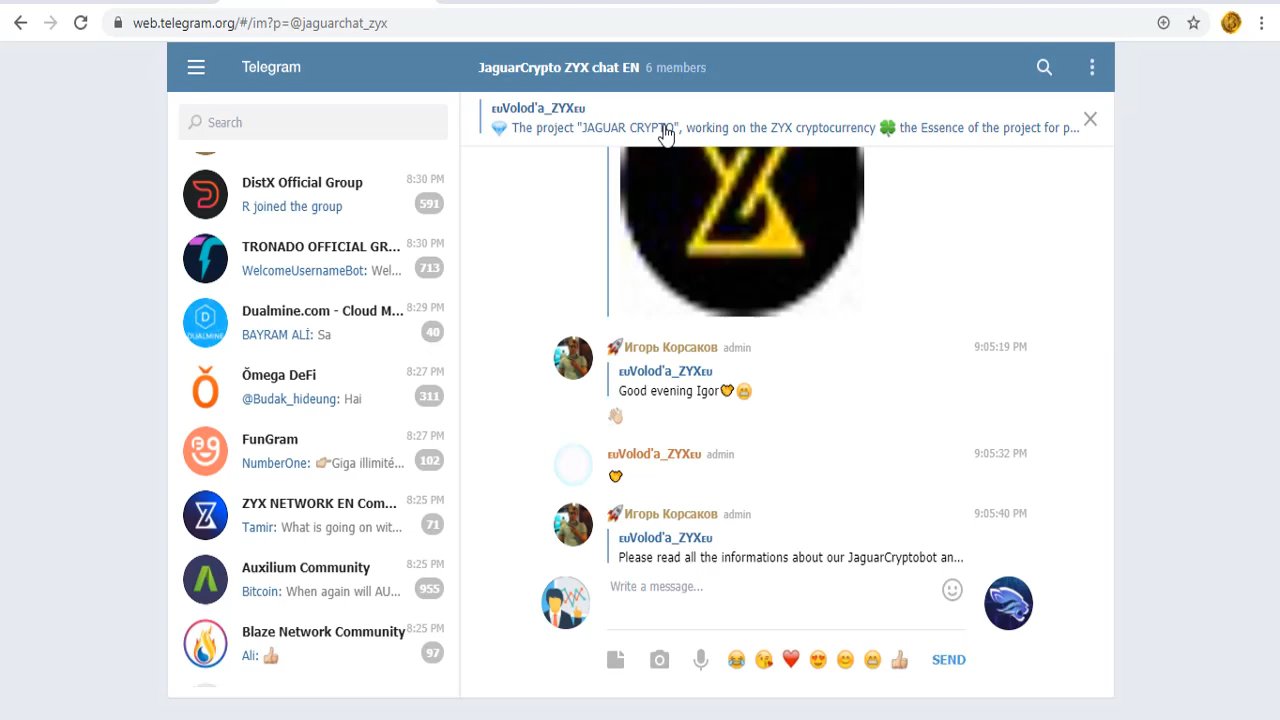 web.telegram.org/#/im?p=@jaguarchat_zyx
Telegram
JaguarCrypto ZYX chat EN 6 members
Search
ευVolod'a_ZYXευ
💎 The project "JAGUAR CRYPTO", working on the ZYX cryptocurrency 🍀 the Essence of the project for p...
DistX Official Group 8:30 PM
R joined the group 591
TRONADO OFFICIAL GR... 8:30 PM
WelcomeUsernameBot: Wel... 713
Dualmine.com - Cloud M... 8:29 PM
BAYRAM ALİ: Sa 40
Ŏmega DeFi 8:27 PM
@Budak_hideung: Hai 311
FunGram 8:27 PM
NumberOne: 👉🏼Giga illimité... 102
ZYX NETWORK EN Com... 8:25 PM
Tamir: What is going on wit... 71
Auxilium Community 8:25 PM
Bitcoin: When again will AU... 955
Blaze Network Community 8:25 PM
Ali: 👍🏼 97
🚀Игорь Корсаков admin 9:05:19 PM
ευVolod'a_ZYXευ
Good evening Igor💛😁
👋🏼
ευVolod'a_ZYXευ admin 9:05:32 PM
💛
🚀Игорь Корсаков admin 9:05:40 PM
ευVolod'a_ZYXευ
Please read all the informations about our JaguarCryptobot an...
Write a message...
SEND